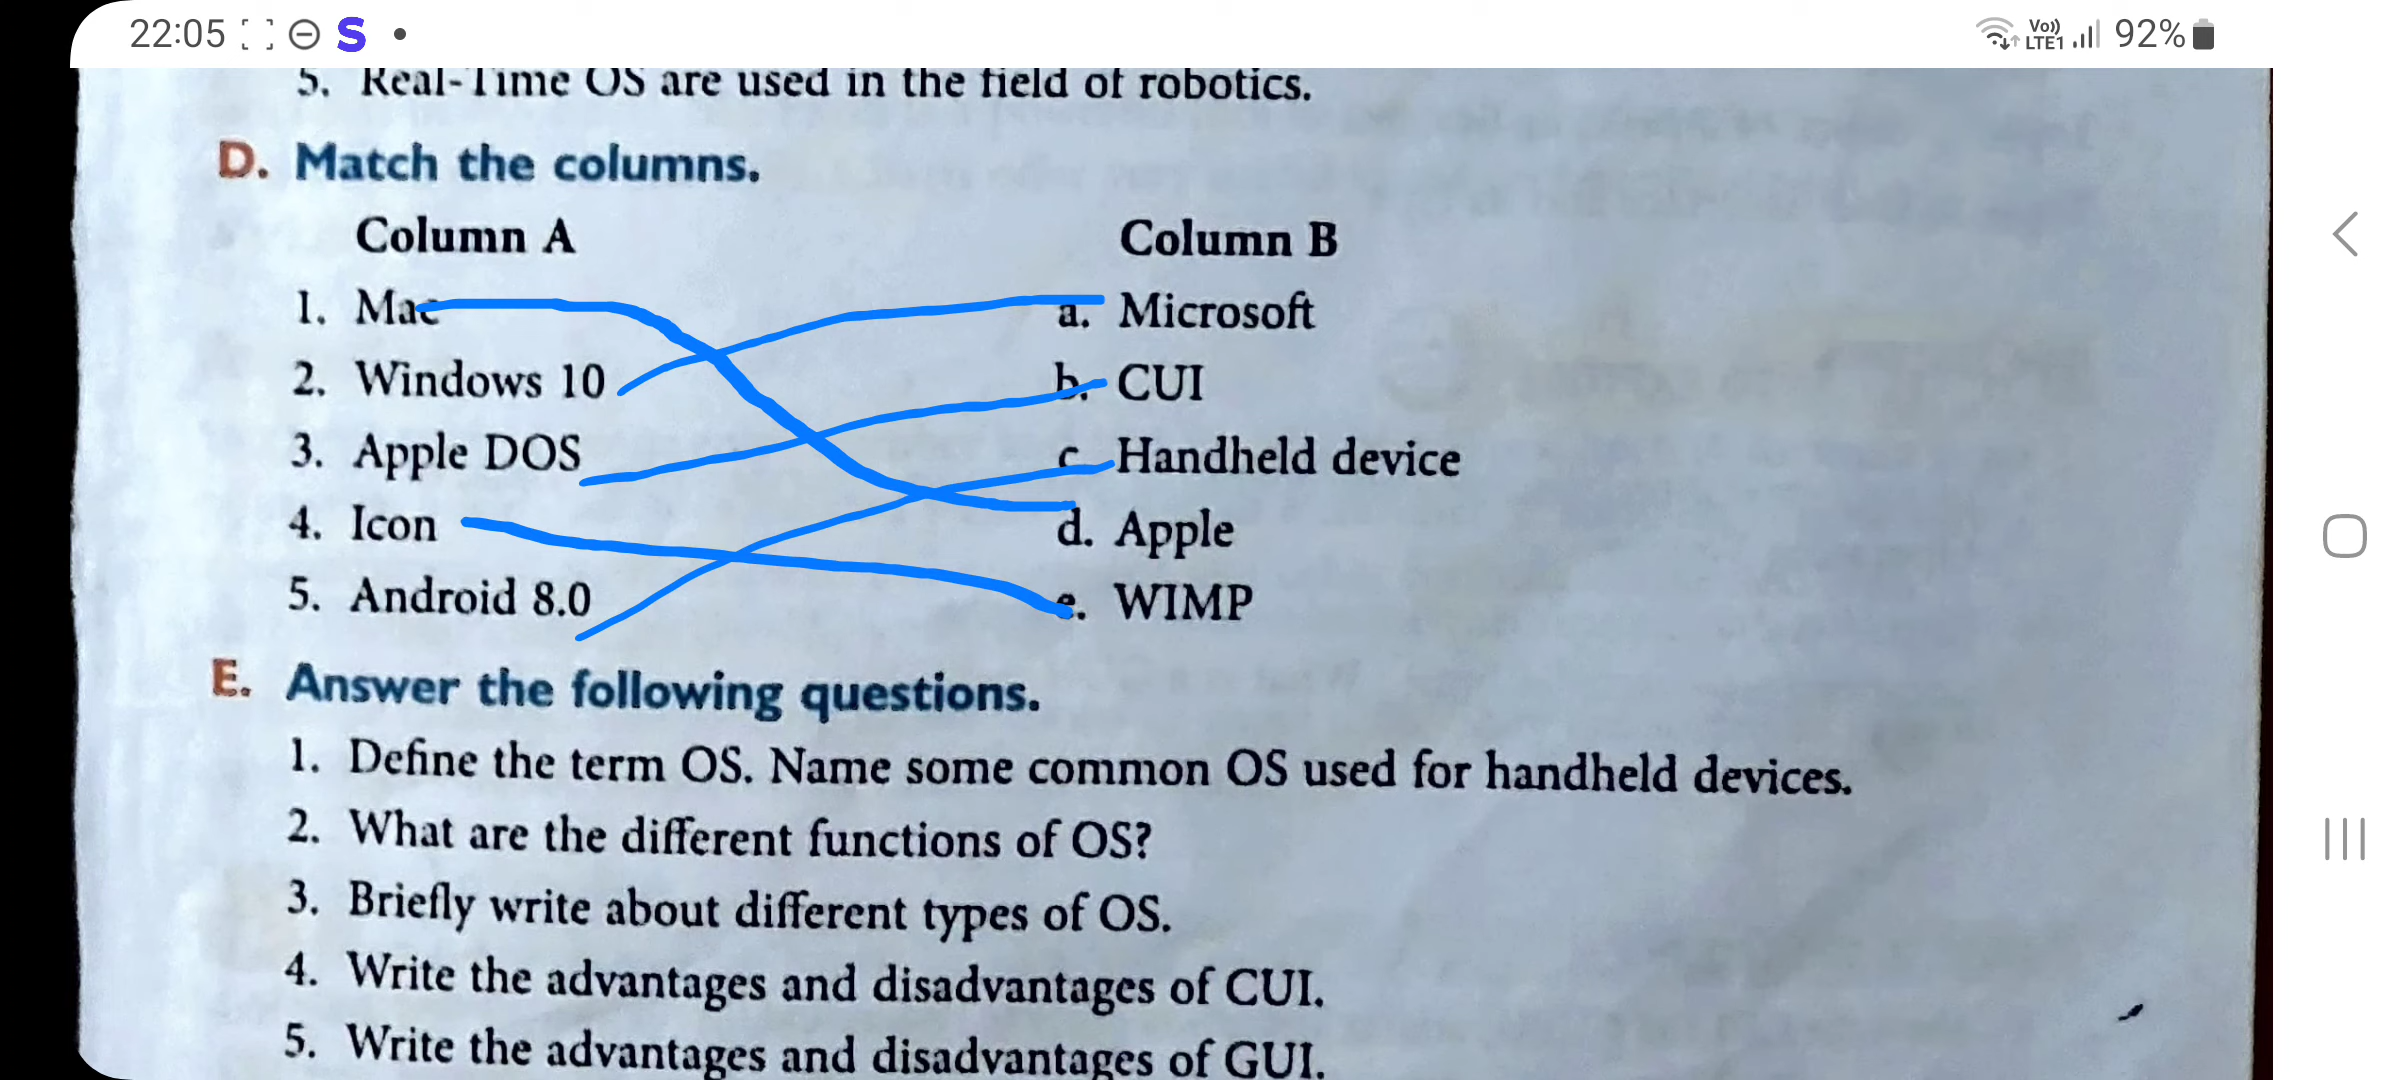 22:05 S
Vo)) LTE1 92%
5. Real-Time OS are used in the field of robotics.
D. Match the columns.
Column A Column B
1. Mac a. Microsoft
2. Windows 10 b. CUI
3. Apple DOS c. Handheld device
4. Icon d. Apple
5. Android 8.0 e. WIMP
E. Answer the following questions.
1. Define the term OS. Name some common OS used for handheld devices.
2. What are the different functions of OS?
3. Briefly write about different types of OS.
4. Write the advantages and disadvantages of CUI.
5. Write the advantages and disadvantages of GUI.